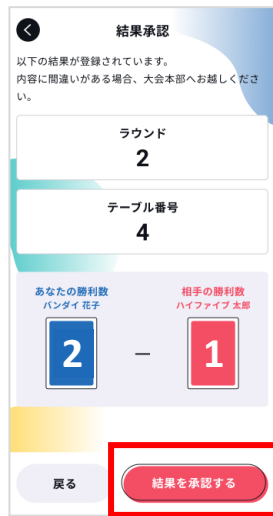 結果承認
以下の結果が登録されています。
内容に間違いがある場合、大会本部へお越しくださ
い。
ラウンド
2
テーブル番号
4
あなたの勝利数
相手の勝利数
バンダイ 花子
ハイファイブ 太郎
2
–
1
戻る
結果を承認する